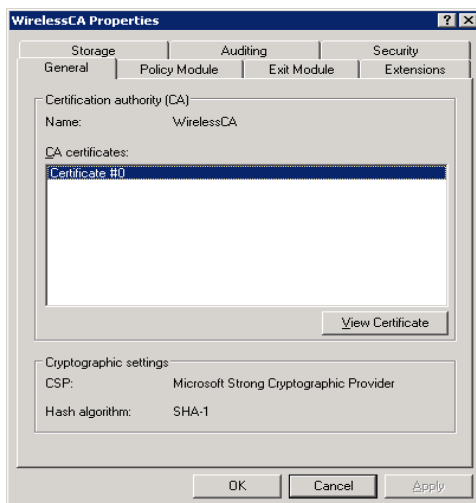 WirelessCA Properties
Storage Auditing Security
General Policy Module Exit Module Extensions
Certification authority (CA)
Name: WirelessCA
CA certificates:
Certificate #0
View Certificate
Cryptographic settings
CSP: Microsoft Strong Cryptographic Provider
Hash algorithm: SHA-1
OK Cancel Apply